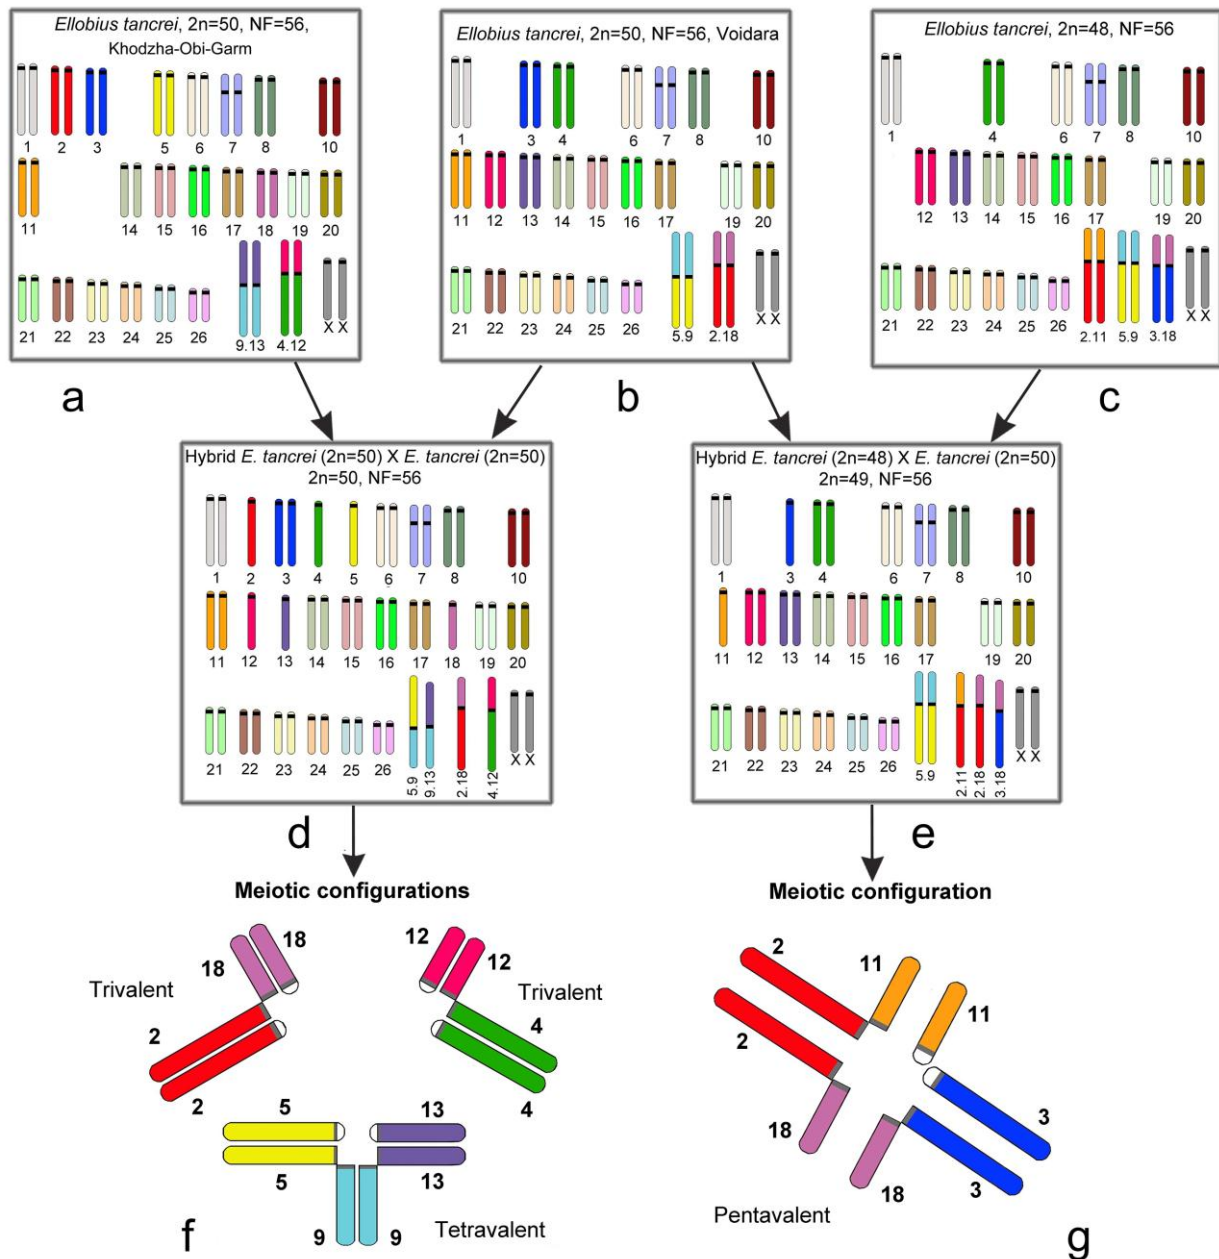 Ellobius tancrei, 2n=50, NF=56,
Khodzha-Obi-Garm
1 2 3 5 6 7 8 10
11 14 15 16 17 18 19 20
21 22 23 24 25 26 9.13 4.12 X X
a
Ellobius tancrei, 2n=50, NF=56, Voidara
1 3 4 6 7 8 10
11 12 13 14 15 16 17 19 20
21 22 23 24 25 26 5.9 2.18 X X
b
Ellobius tancrei, 2n=48, NF=56
1 4 6 7 8 10
12 13 14 15 16 17 19 20
21 22 23 24 25 26 2.11 5.9 3.18 X X
c
Hybrid E. tancrei (2n=50) X E. tancrei (2n=50)
2n=50, NF=56
1 2 3 4 5 6 7 8 10
11 12 13 14 15 16 17 18 19 20
21 22 23 24 25 26 5.9 9.13 2.18 4.12 X X
d
Hybrid E. tancrei (2n=48) X E. tancrei (2n=50)
2n=49, NF=56
1 3 4 6 7 8 10
11 12 13 14 15 16 17 19 20
21 22 23 24 25 26 5.9 2.11 2.18 3.18 X X
e
Meiotic configurations
18 18
Trivalent
2
2
12 12
Trivalent
4
4
5 13
5 13
9 9
Tetravalent
f
Meiotic configuration
2 11
2 11
18 3
18 3
Pentavalent
g